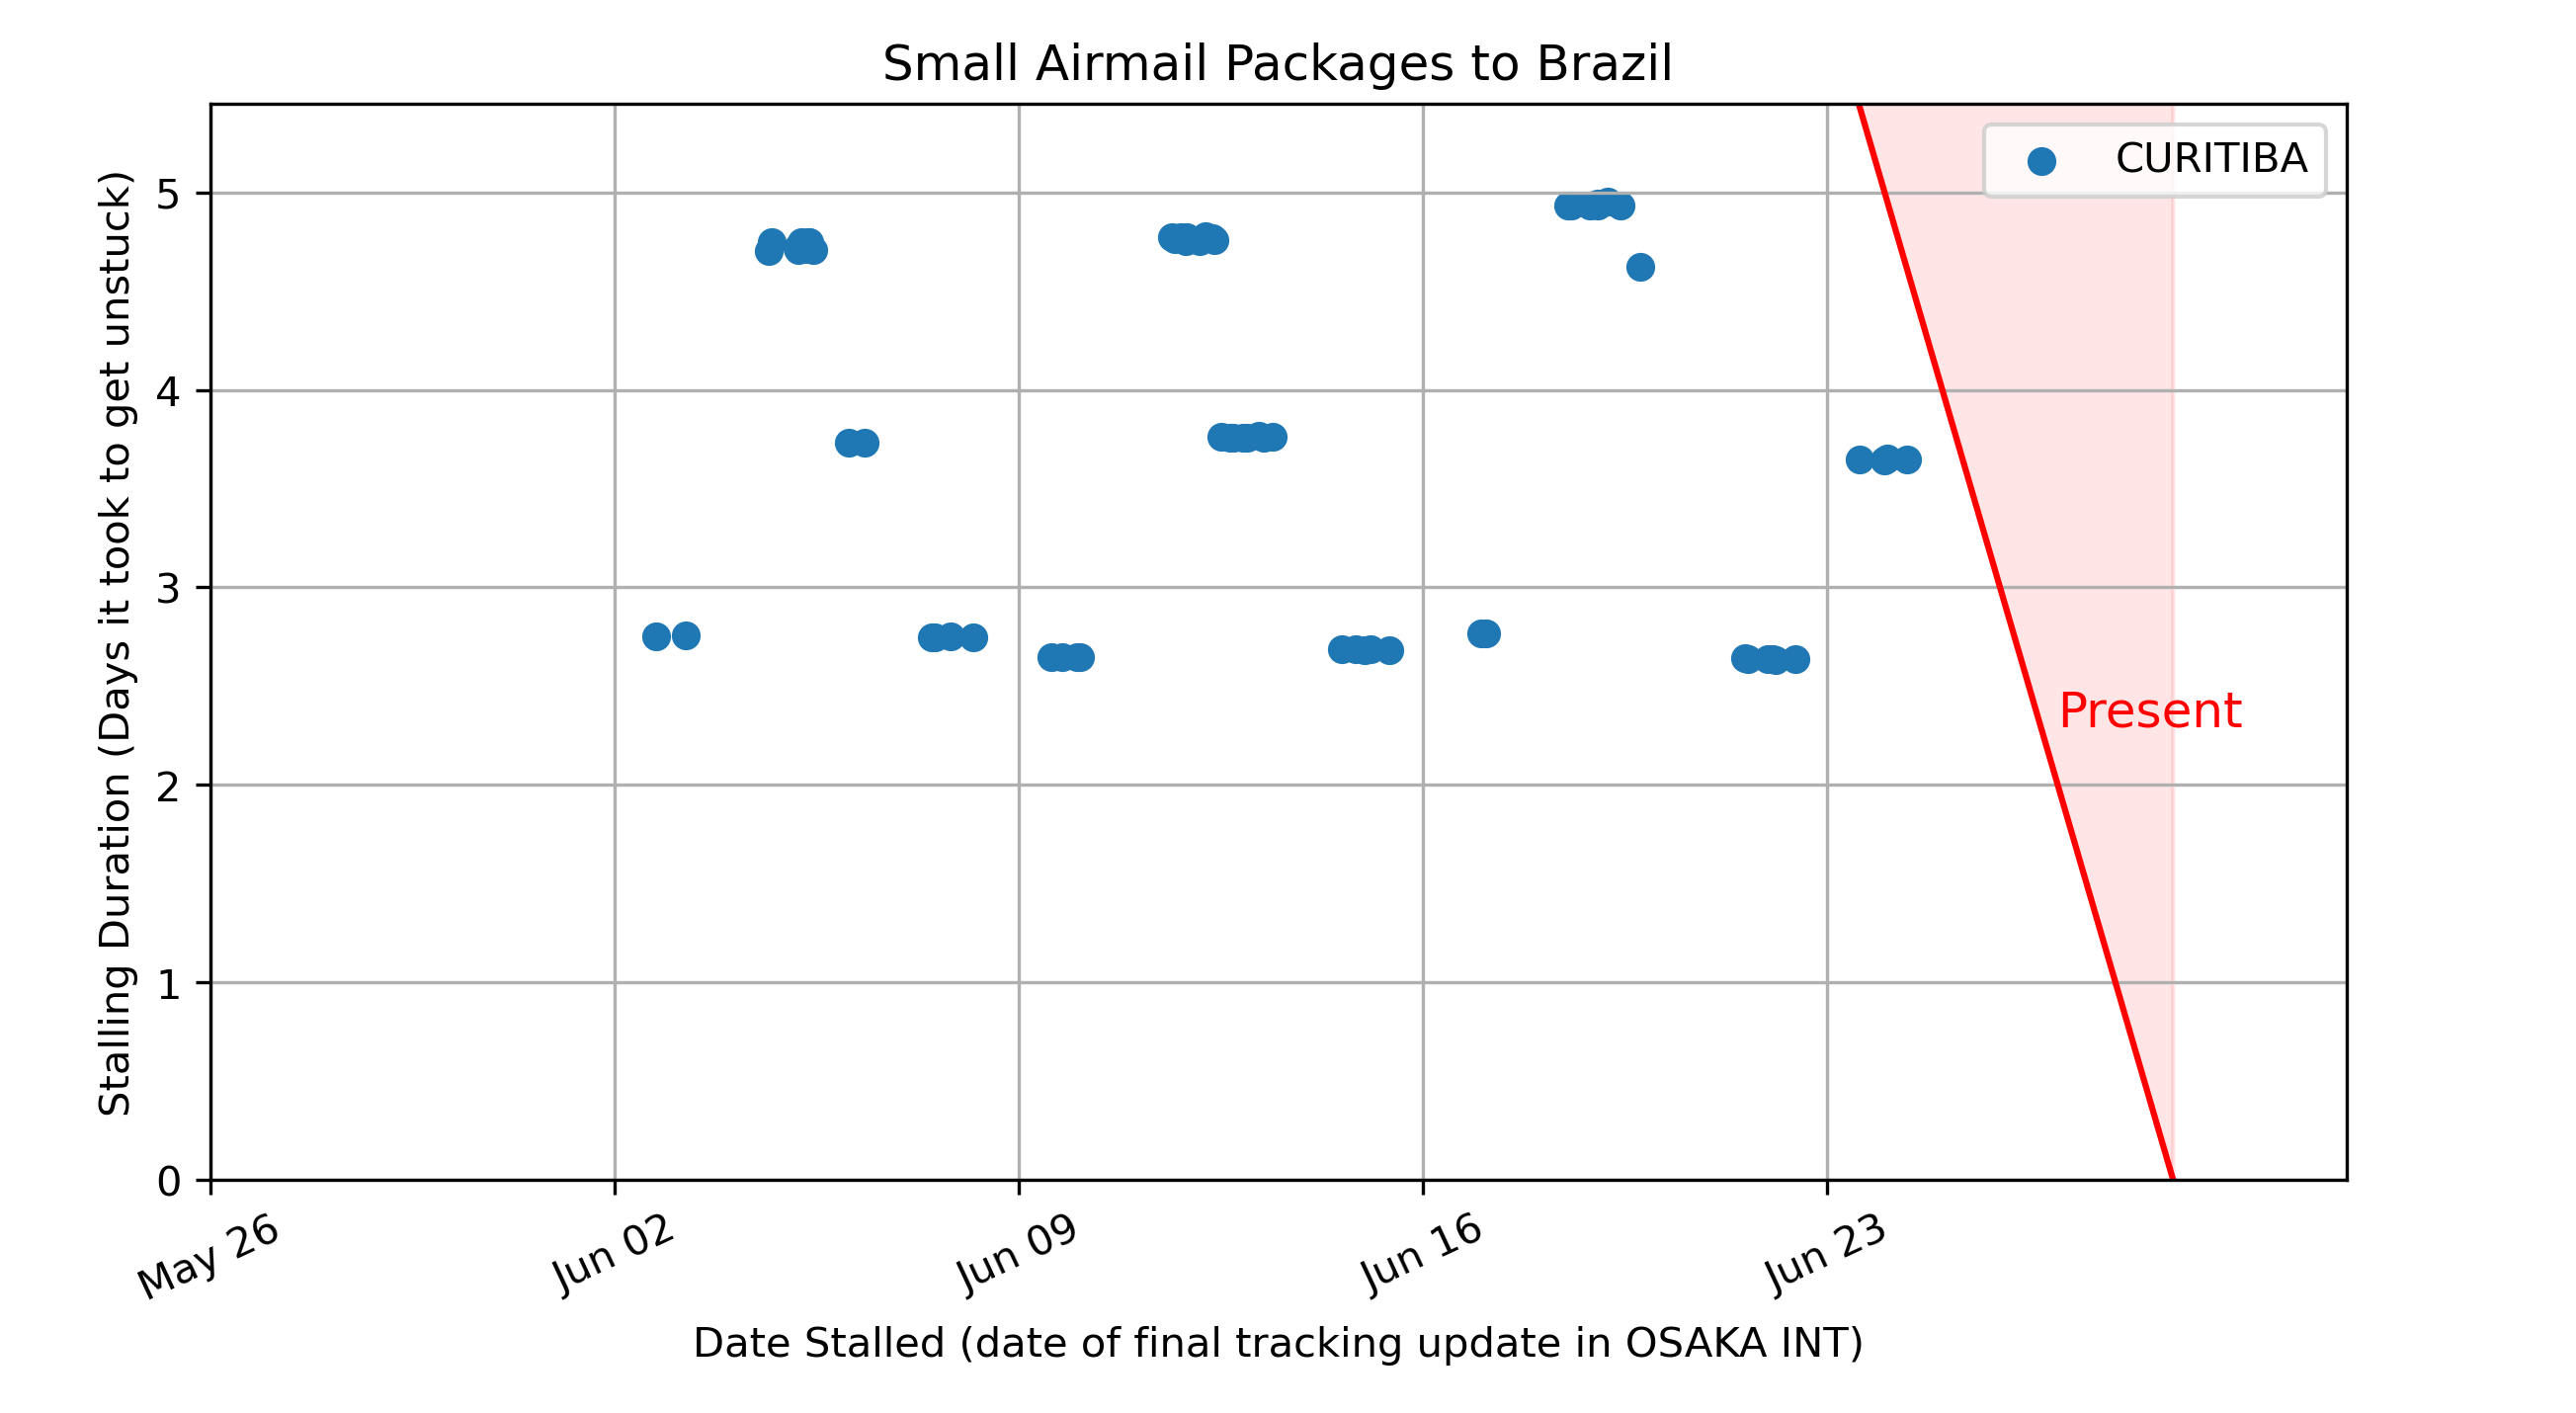 Small Airmail Packages to Brazil
CURITIBA
Stalling Duration (Days it took to get unstuck)
5
4
3
2
1
0
Present
May 26
Jun 02
Jun 09
Jun 16
Jun 23
Date Stalled (date of final tracking update in OSAKA INT)